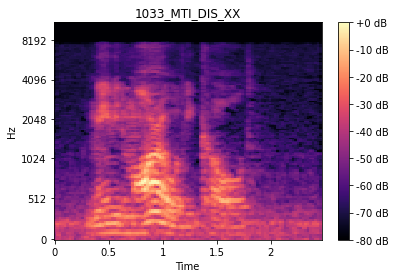 1033_MTI_DIS_XX
+0 dB
8192
-10 dB
4096
-20 dB
-30 dB
Hz
2048
-40 dB
1024
-50 dB
512
-60 dB
-70 dB
0
-80 dB
0 0.5 1 1.5 2
Time